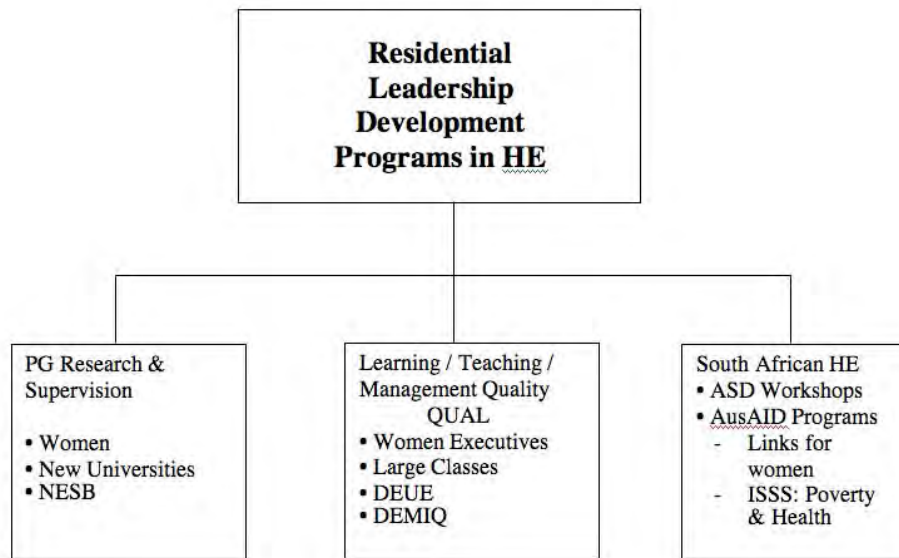 Residential
Leadership
Development
Programs in HE
PG Research &
Supervision
• Women
• New Universities
• NESB
Learning / Teaching /
Management Quality
QUAL
• Women Executives
• Large Classes
• DEUE
• DEMIQ
South African HE
• ASD Workshops
• AusAID Programs
- Links for
women
- ISSS: Poverty
& Health